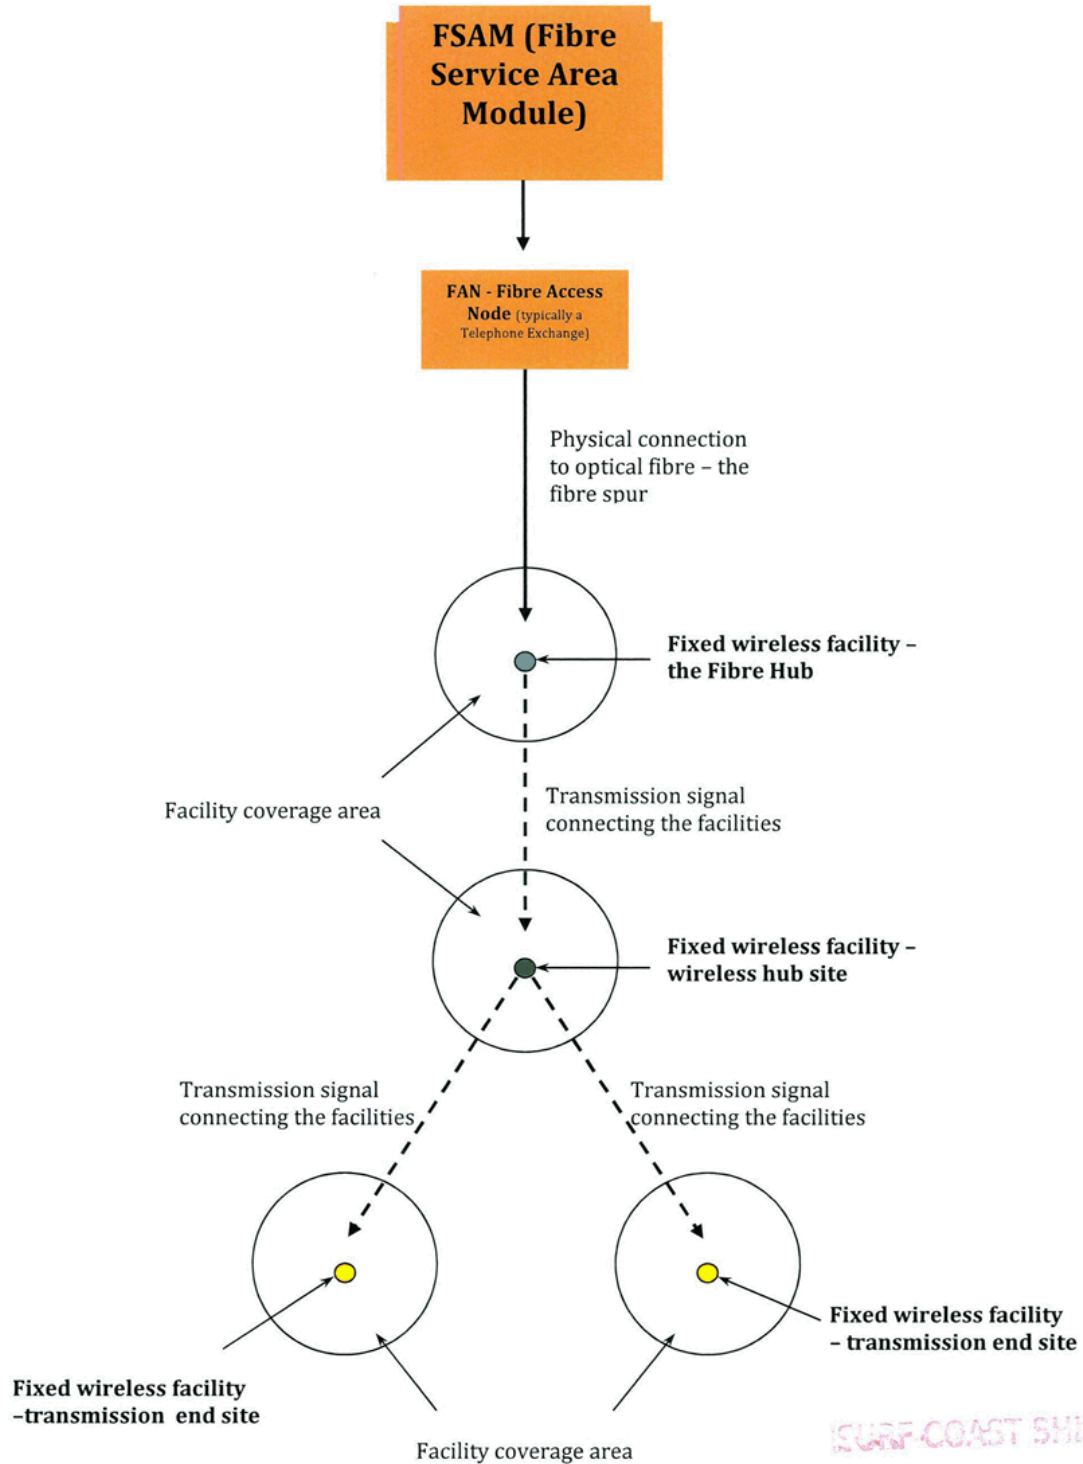 FSAM (Fibre
Service Area
Module)
FAN - Fibre Access
Node (typically a
Telephone Exchange)
Physical connection
to optical fibre – the
fibre spur
Fixed wireless facility –
the Fibre Hub
Facility coverage area
Transmission signal
connecting the facilities
Fixed wireless facility –
wireless hub site
Transmission signal
connecting the facilities
Transmission signal
connecting the facilities
Fixed wireless facility
– transmission end site
Fixed wireless facility
–transmission end site
Facility coverage area
SURF COAST